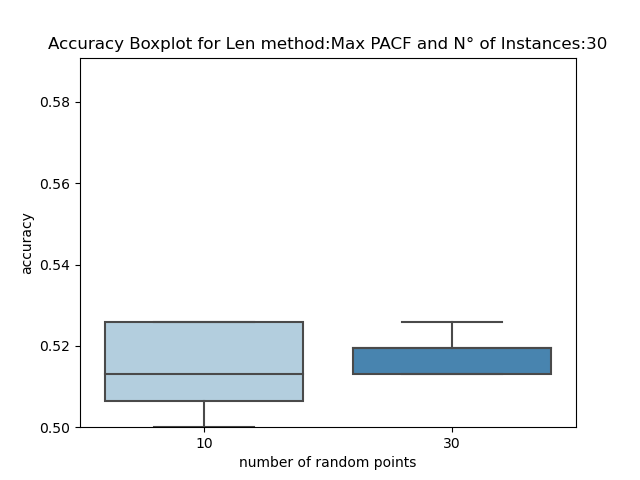 Accuracy Boxplot for Len method:Max PACF and N° of Instances:30
0.58
0.56
0.54
0.52
0.50
accuracy
10 30
number of random points